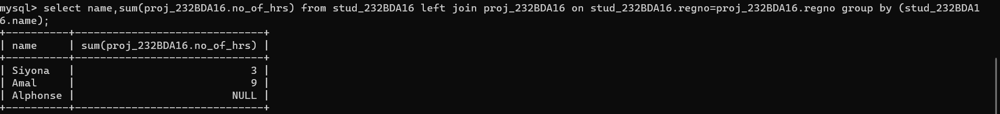 mysql> select name,sum(proj_232BDA16.no_of_hrs) from stud_232BDA16 left join proj_232BDA16 on stud_232BDA16.regno=proj_232BDA16.regno group by (stud_232BDA1
6.name);
+----------+-----------------------------+
| name     | sum(proj_232BDA16.no_of_hrs) |
+----------+-----------------------------+
| Siyona   |                           3 |
| Amal     |                           9 |
| Alphonse |                        NULL |
+----------+-----------------------------+